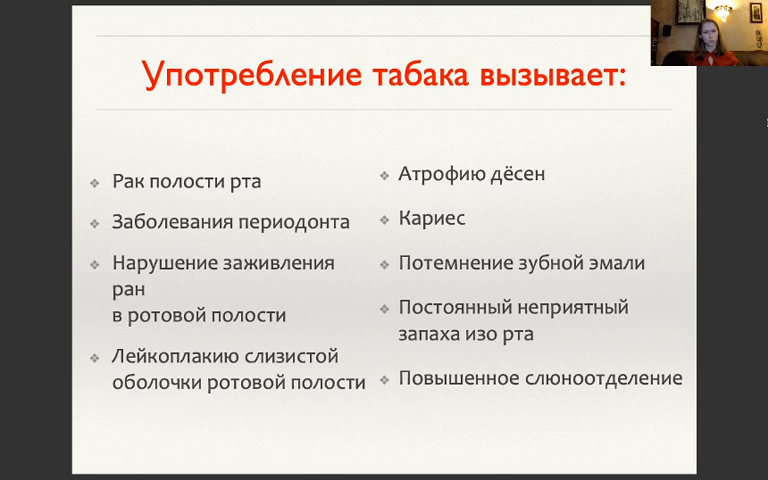 Употребление табака вызывает:
Рак полости рта
Заболевания периодонта
Нарушение заживления
ран
в ротовой полости
Лейкоплакию слизистой
оболочки ротовой полости
Атрофию дёсен
Кариес
Потемнение зубной эмали
Постоянный неприятный
запаха изо рта
Повышенное слюноотделение